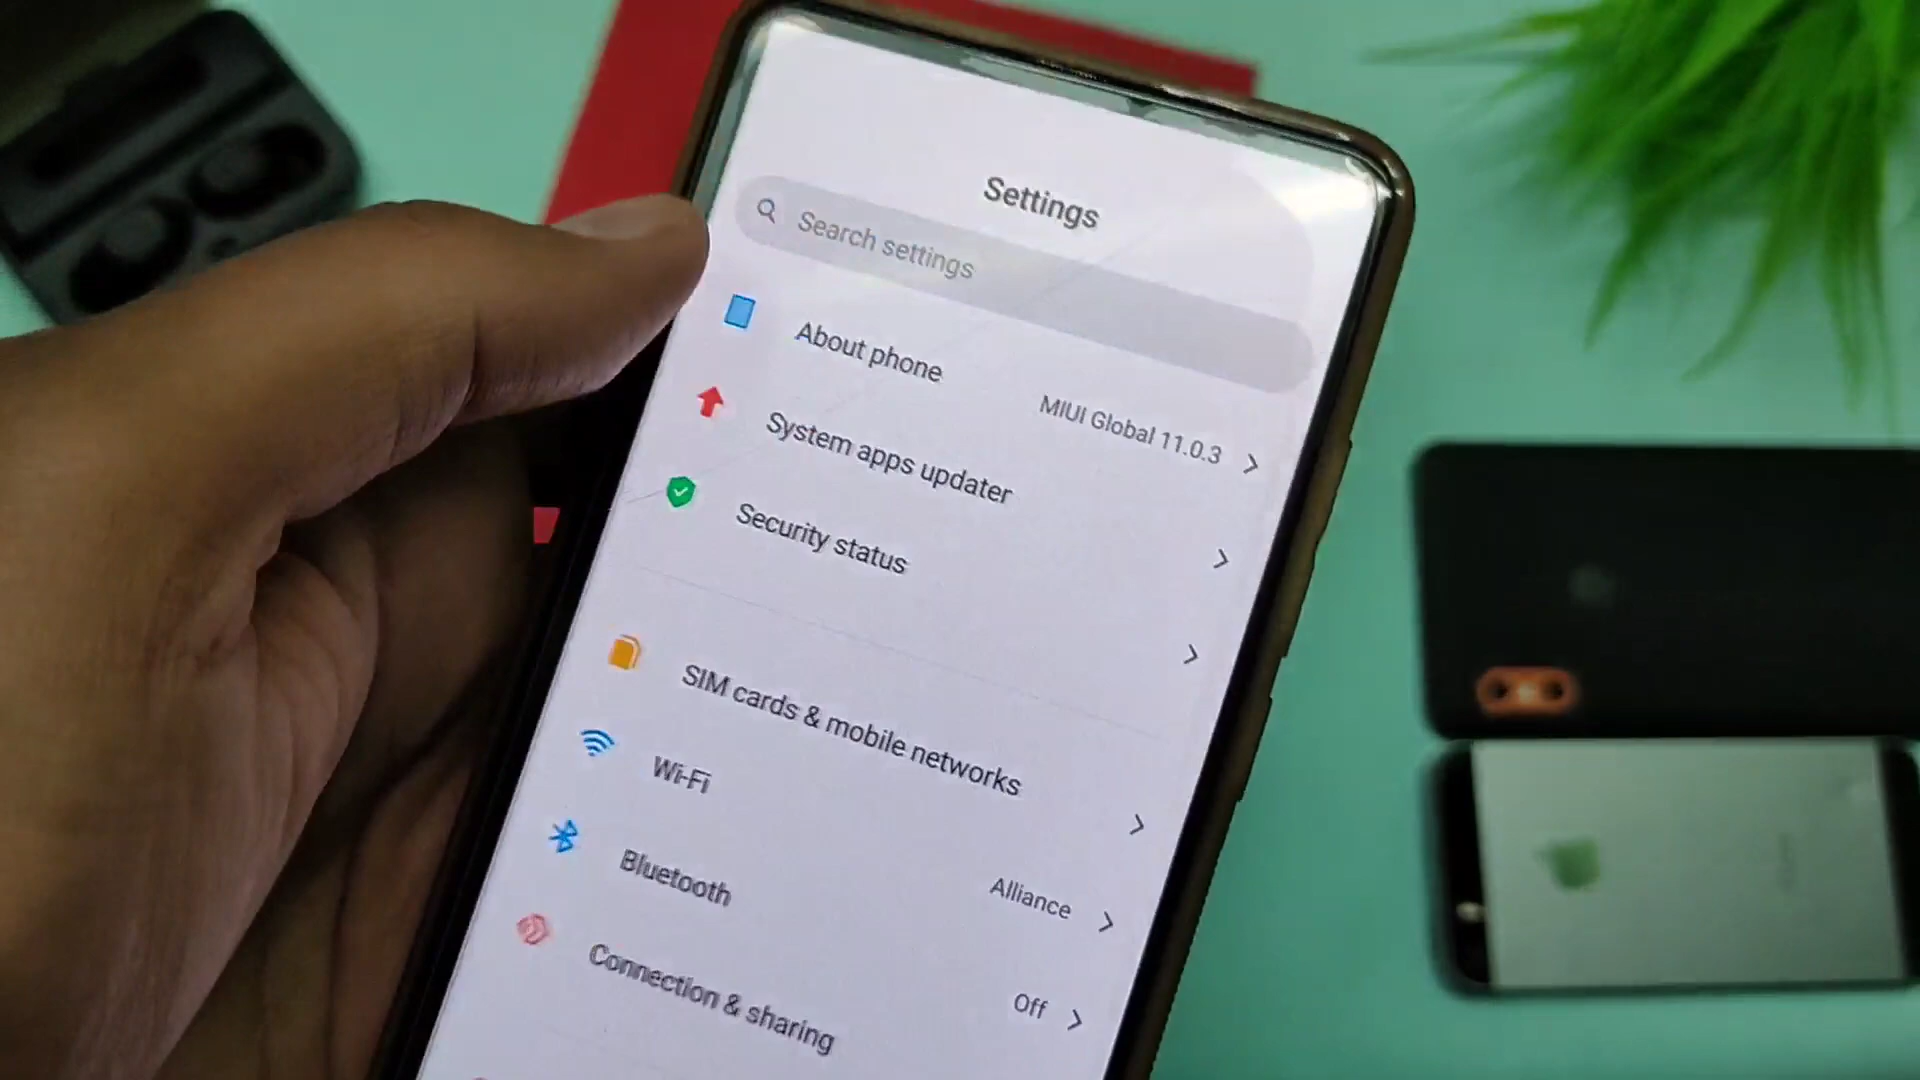 Settings
Search settings
About phone
MIUI Global 11.0.3
System apps updater
Security status
SIM cards & mobile networks
Wi-Fi
Alliance
Bluetooth
Off
Connection & sharing